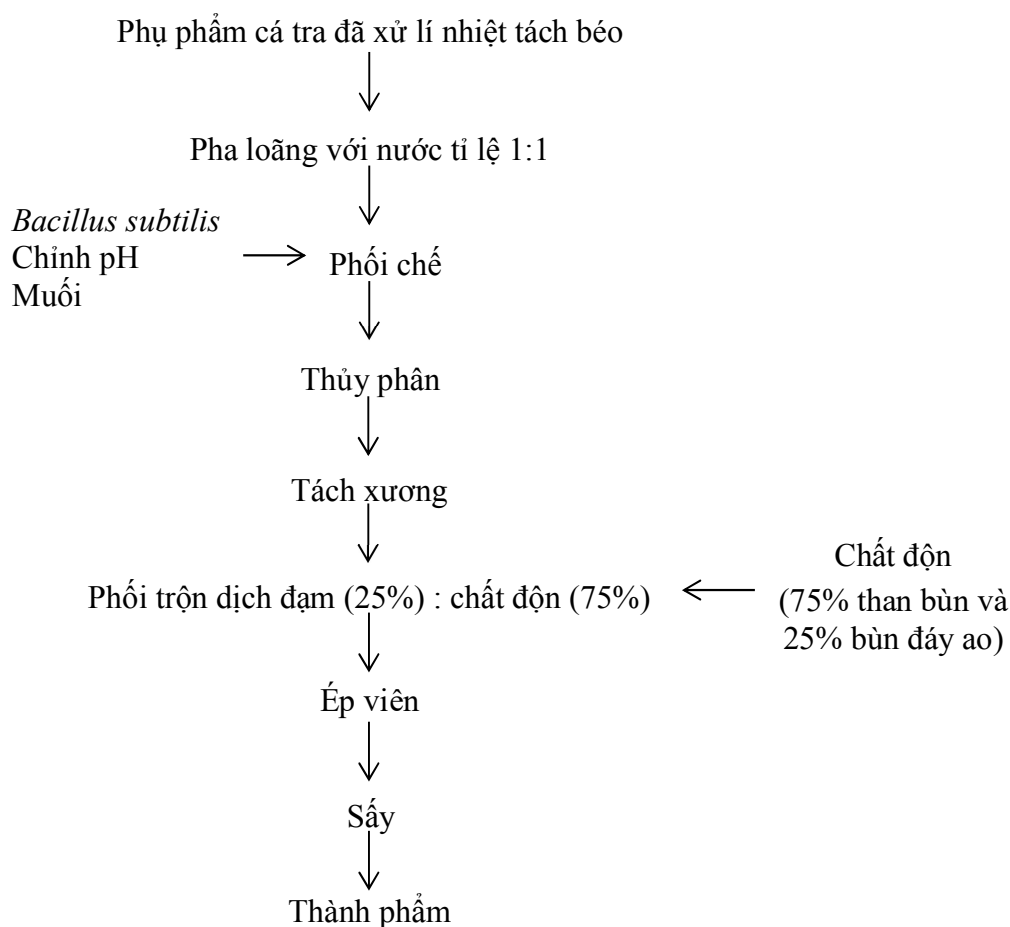 Phụ phẩm cá tra đã xử lí nhiệt tách béo
Pha loãng với nước tỉ lệ 1:1
Bacillus subtilis
Chỉnh pH
Muối
Phối chế
Thủy phân
Tách xương
Chất độn
(75% than bùn và
25% bùn đáy ao)
Phối trộn dịch đạm (25%) : chất độn (75%)
Ép viên
Sấy
Thành phẩm